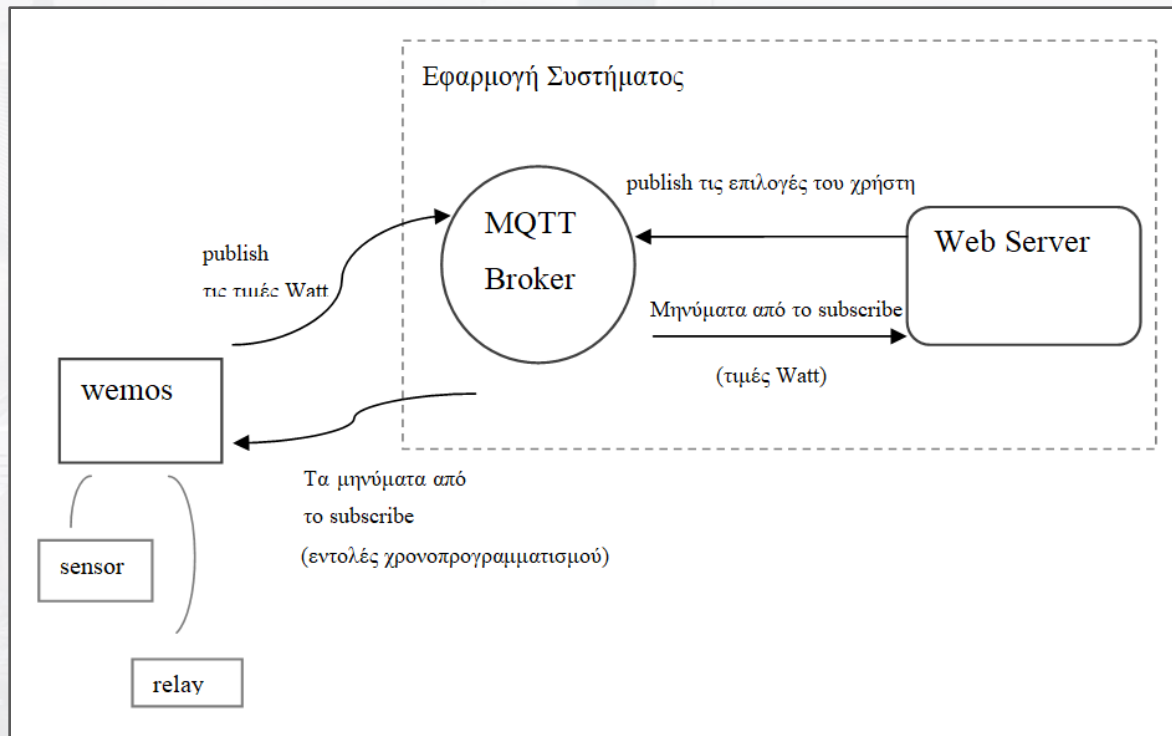 Εφαρμογή Συστήματος
publish τις επιλογές του χρήστη
MQTT
Broker
Web Server
publish
τις τιμές Watt
Μηνύματα από το subscribe
(τιμές Watt)
wemos
Τα μηνύματα από
το subscribe
(εντολές χρονοπρογραμματισμού)
sensor
relay